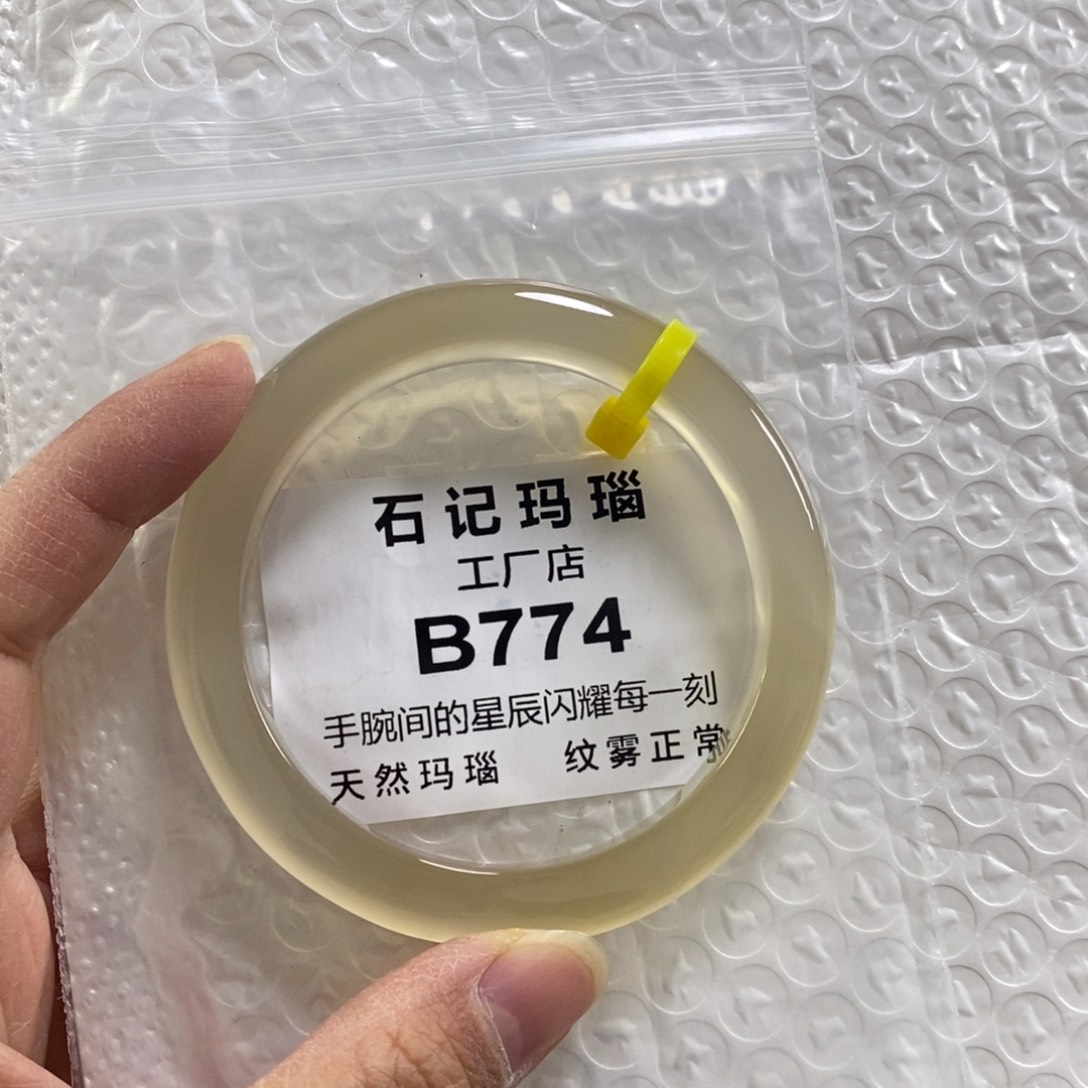 石记玛瑙
工厂店
B774
手腕间的星辰闪耀每一刻
天然玛瑙 纹雾正常